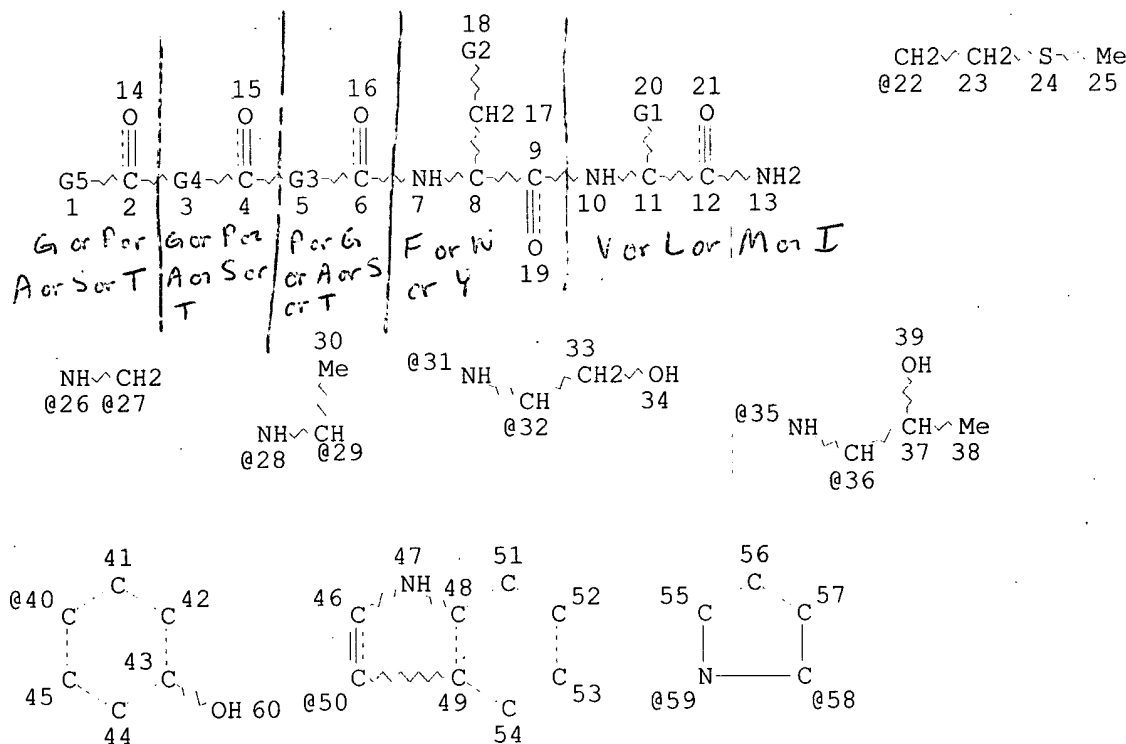 18
G2
CH2 CH2 S Me
@22 23 24 25
14 15 16 20 21
O O O CH2 17 G1 O
9
G5 C G4 C G3 C NH C C NH C C NH2
1 2 3 4 5 6 7 8 10 11 12 13
O
19
G or P or G or P or P or G F or W V or L or M or I
A or S or T A or S or or A or S or Y
T or T
30 39
Me @31 33 OH
NH CH2 NH CH2 OH
@26 @27 34
NH CH CH @35 NH CH Me
@28 @29 @32 CH 37 38
@36
41 47 51 56
C 46 NH 48 C C
@40 C C 42 C C C 52 55 C C 57
43
45 C C C C C 53 N C
@50 49 @59 @58
C OH 60 C
44 54